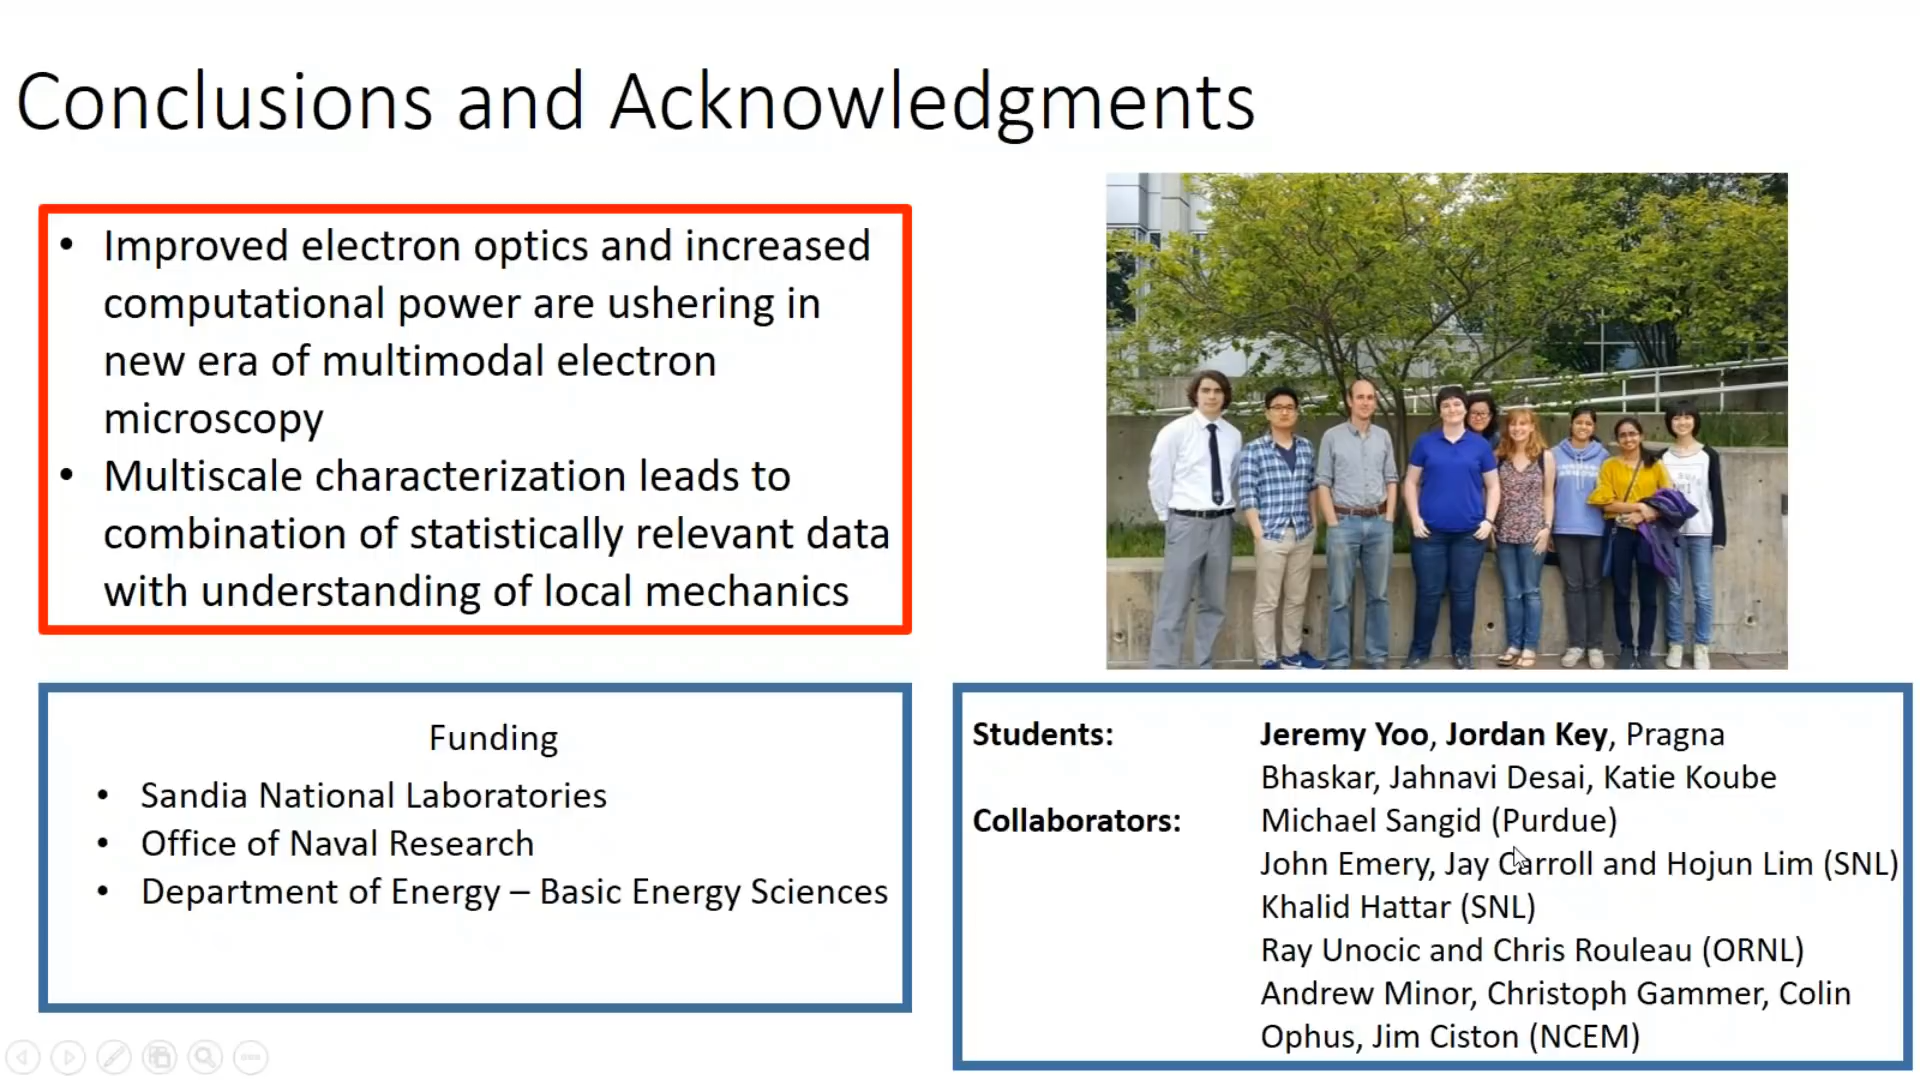 Conclusions and Acknowledgments
• Improved electron optics and increased
computational power are ushering in
new era of multimodal electron
microscopy
• Multiscale characterization leads to
combination of statistically relevant data
with understanding of local mechanics
Funding
• Sandia National Laboratories
• Office of Naval Research
• Department of Energy – Basic Energy Sciences
Students: Jeremy Yoo, Jordan Key, Pragna
Bhaskar, Jahnavi Desai, Katie Koube
Collaborators: Michael Sangid (Purdue)
John Emery, Jay Carroll and Hojun Lim (SNL)
Khalid Hattar (SNL)
Ray Unocic and Chris Rouleau (ORNL)
Andrew Minor, Christoph Gammer, Colin
Ophus, Jim Ciston (NCEM)